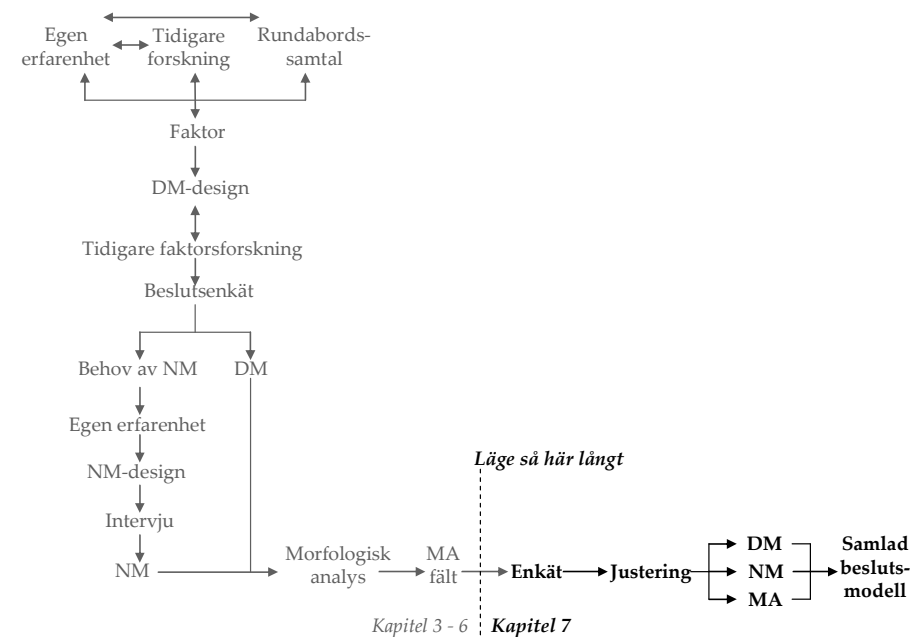 Egen
erfarenhet
Tidigare
forskning
Rundabords-
samtal
Faktor
DM-design
Tidigare faktorsforskning
Beslutsenkät
Behov av NM
DM
Egen erfarenhet
NM-design
Intervju
NM
Morfologisk
analys
MA
fält
Läge så här långt
Enkät
Justering
DM
NM
MA
Samlad
besluts-
modell
Kapitel 3 - 6
Kapitel 7